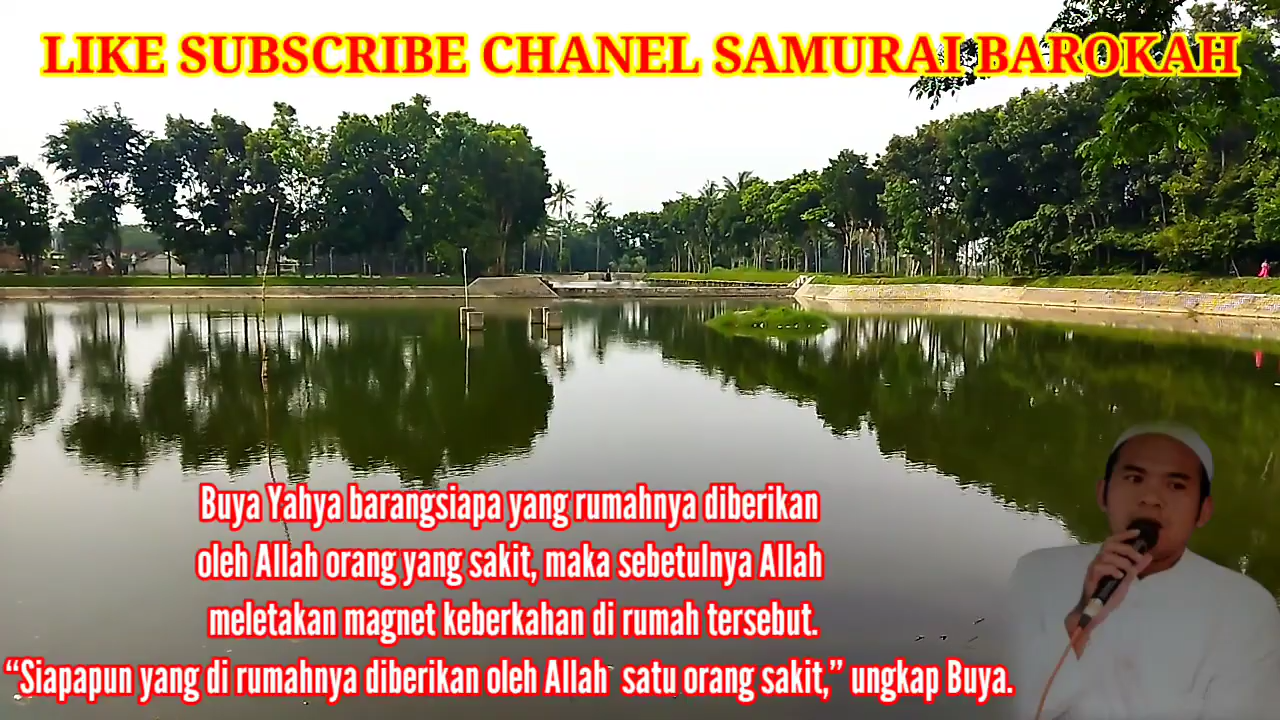 LIKE SUBSCRIBE CHANEL SAMURAI BAROKAH
Buya Yahya barangsiapa yang rumahnya diberikan
oleh Allah orang yang sakit, maka sebetulnya Allah
meletakan magnet keberkahan di rumah tersebut.
“Siapapun yang di rumahnya diberikan oleh Allah satu orang sakit,” ungkap Buya.